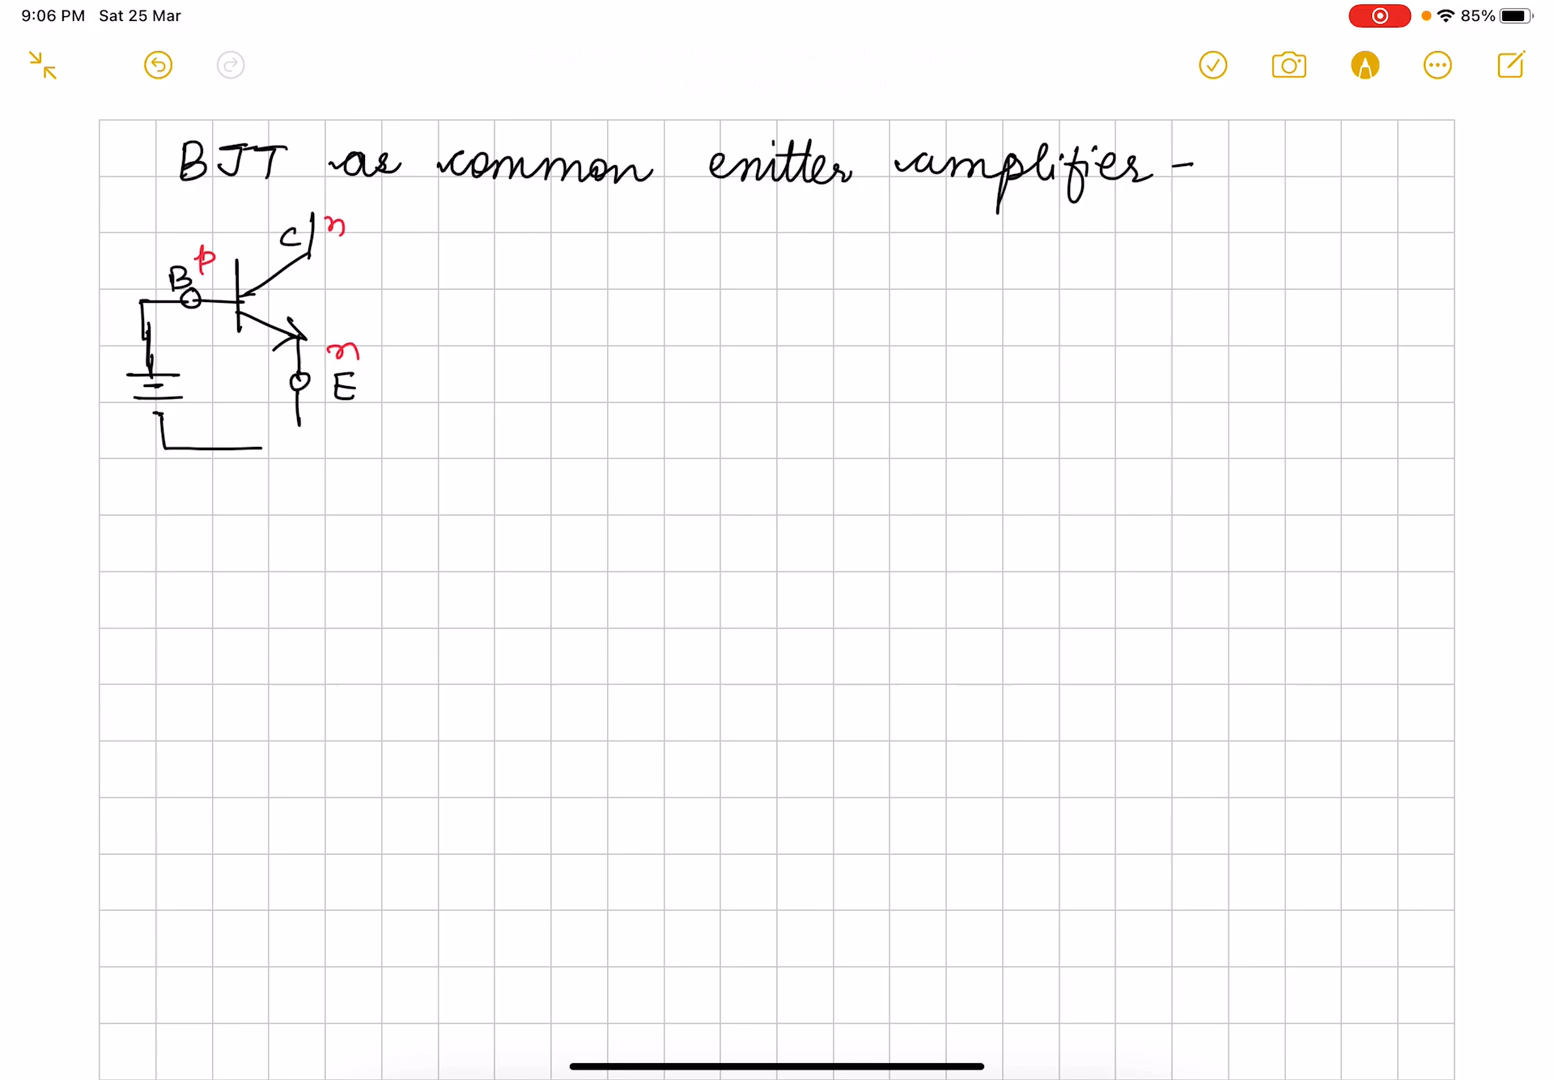 9:06 PM Sat 25 Mar
85%
BJT as common emitter amplifier -
C n
B p
n
E